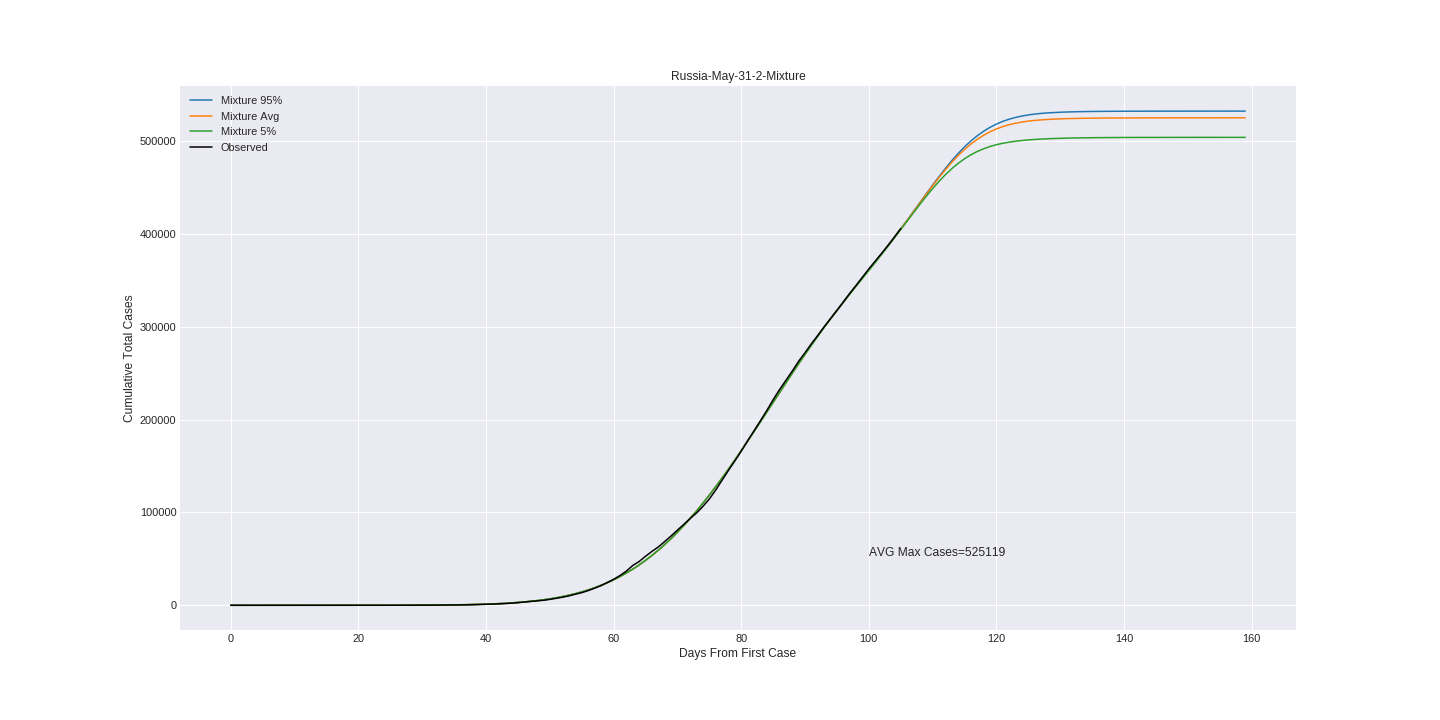 Russia-May-31-2-Mixture
Mixture 95%
Mixture Avg
Mixture 5%
Observed
500000
400000
300000
200000
100000
0
Cumulative Total Cases
AVG Max Cases=525119
0 20 40 60 80 100 120 140 160
Days From First Case